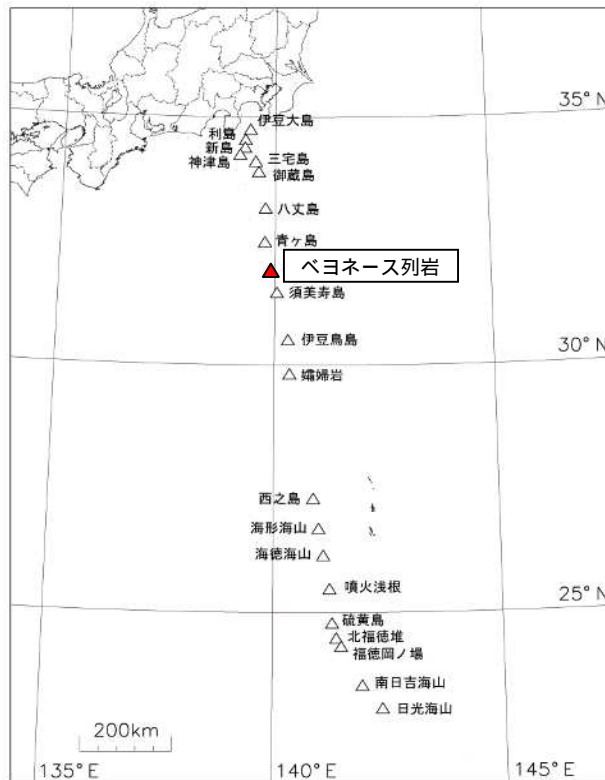 35°N
伊豆大島
利島
新島
神津島
三宅島
御蔵島
八丈島
青ヶ島
ベヨネース列岩
須美寿島
伊豆鳥島
30°N
孀婦岩
西之島
海形海山
海徳海山
噴火浅根
25°N
硫黄島
北福徳堆
福徳岡ノ場
南日吉海山
日光海山
200km
135°E
140°E
145°E